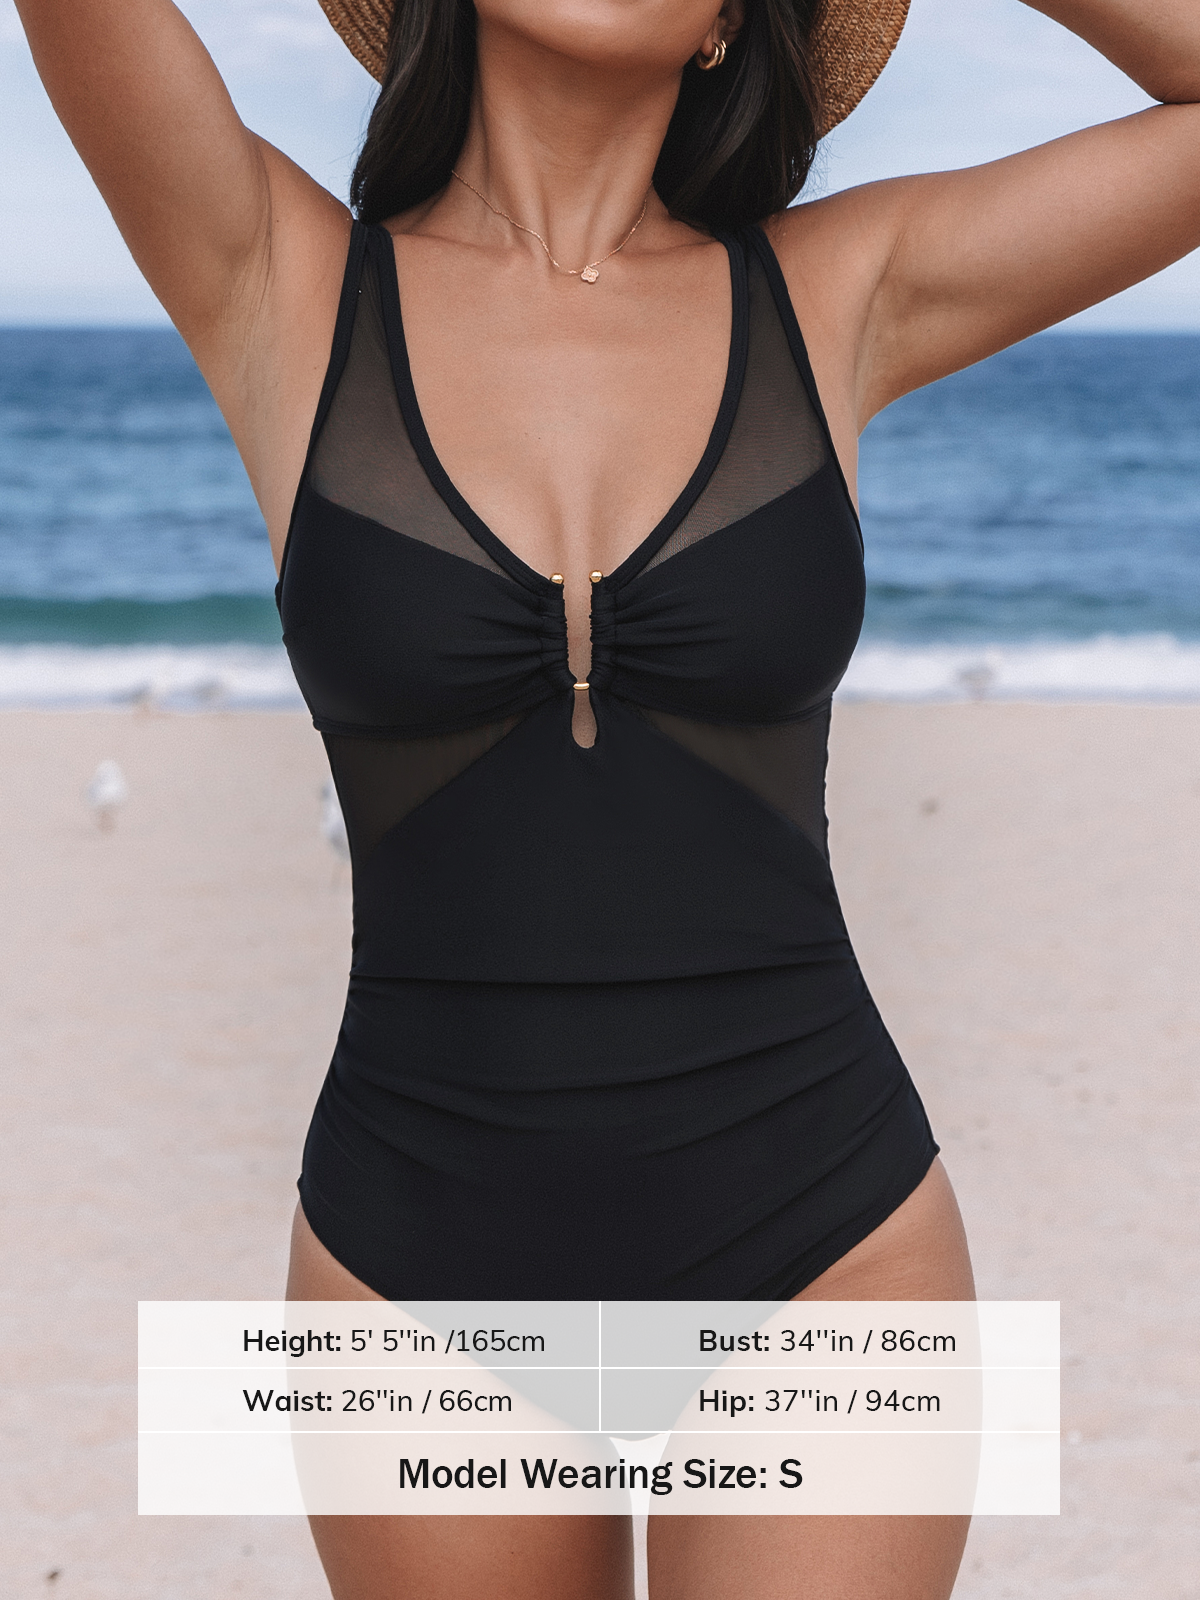 Height: 5' 5''in /165cm
Bust: 34''in / 86cm
Waist: 26''in / 66cm
Hip: 37''in / 94cm
Model Wearing Size: S